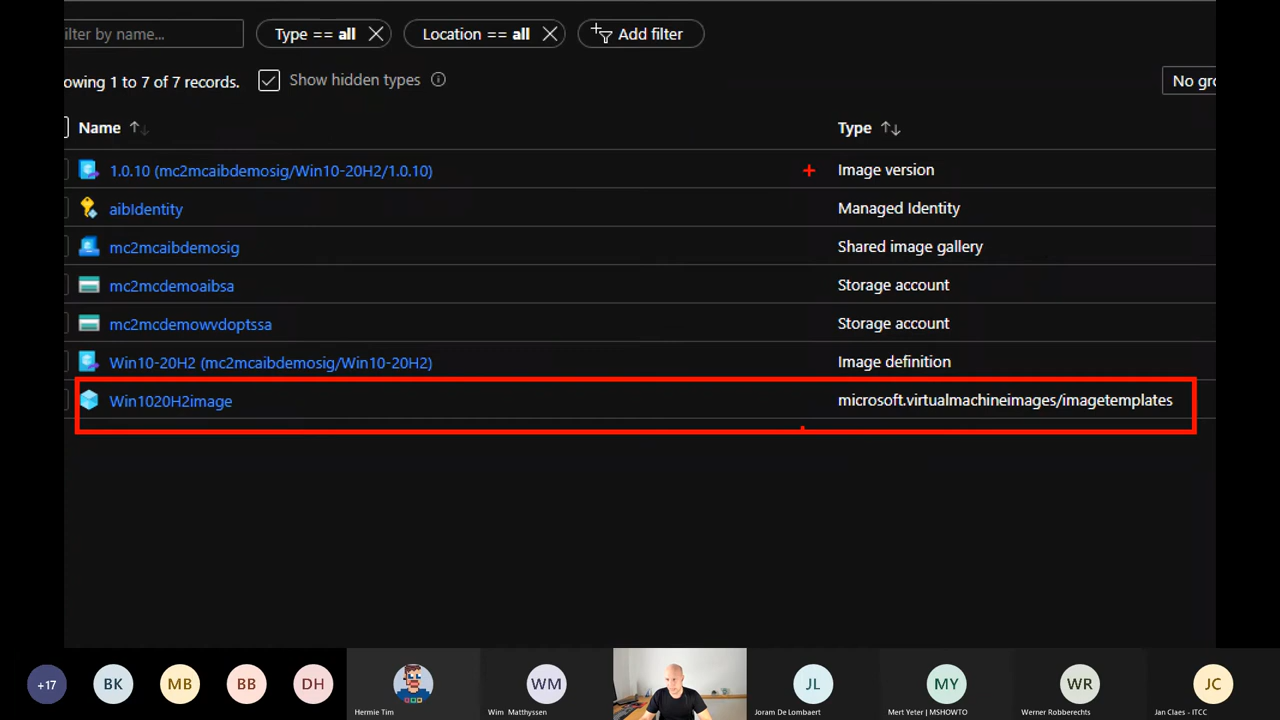 ilter by name...
Type == all
Location == all
Add filter
owing 1 to 7 of 7 records.
Show hidden types
No gro
Name
Type
1.0.10 (mc2mcaibdemosig/Win10-20H2/1.0.10)
Image version
aibIdentity
Managed Identity
mc2mcaibdemosig
Shared image gallery
mc2mcdemoaibsa
Storage account
mc2mcdemowvdoptssa
Storage account
Win10-20H2 (mc2mcaibdemosig/Win10-20H2)
Image definition
Win1020H2image
microsoft.virtualmachineimages/imagetemplates
+17
BK
MB
BB
DH
Hermie Tim
WM
Wim Matthyssen
JL
Joram De Lombaert
MY
Mert Yeter | MSHOWTO
WR
Werner Robberechts
JC
Jan Claes - ITCC